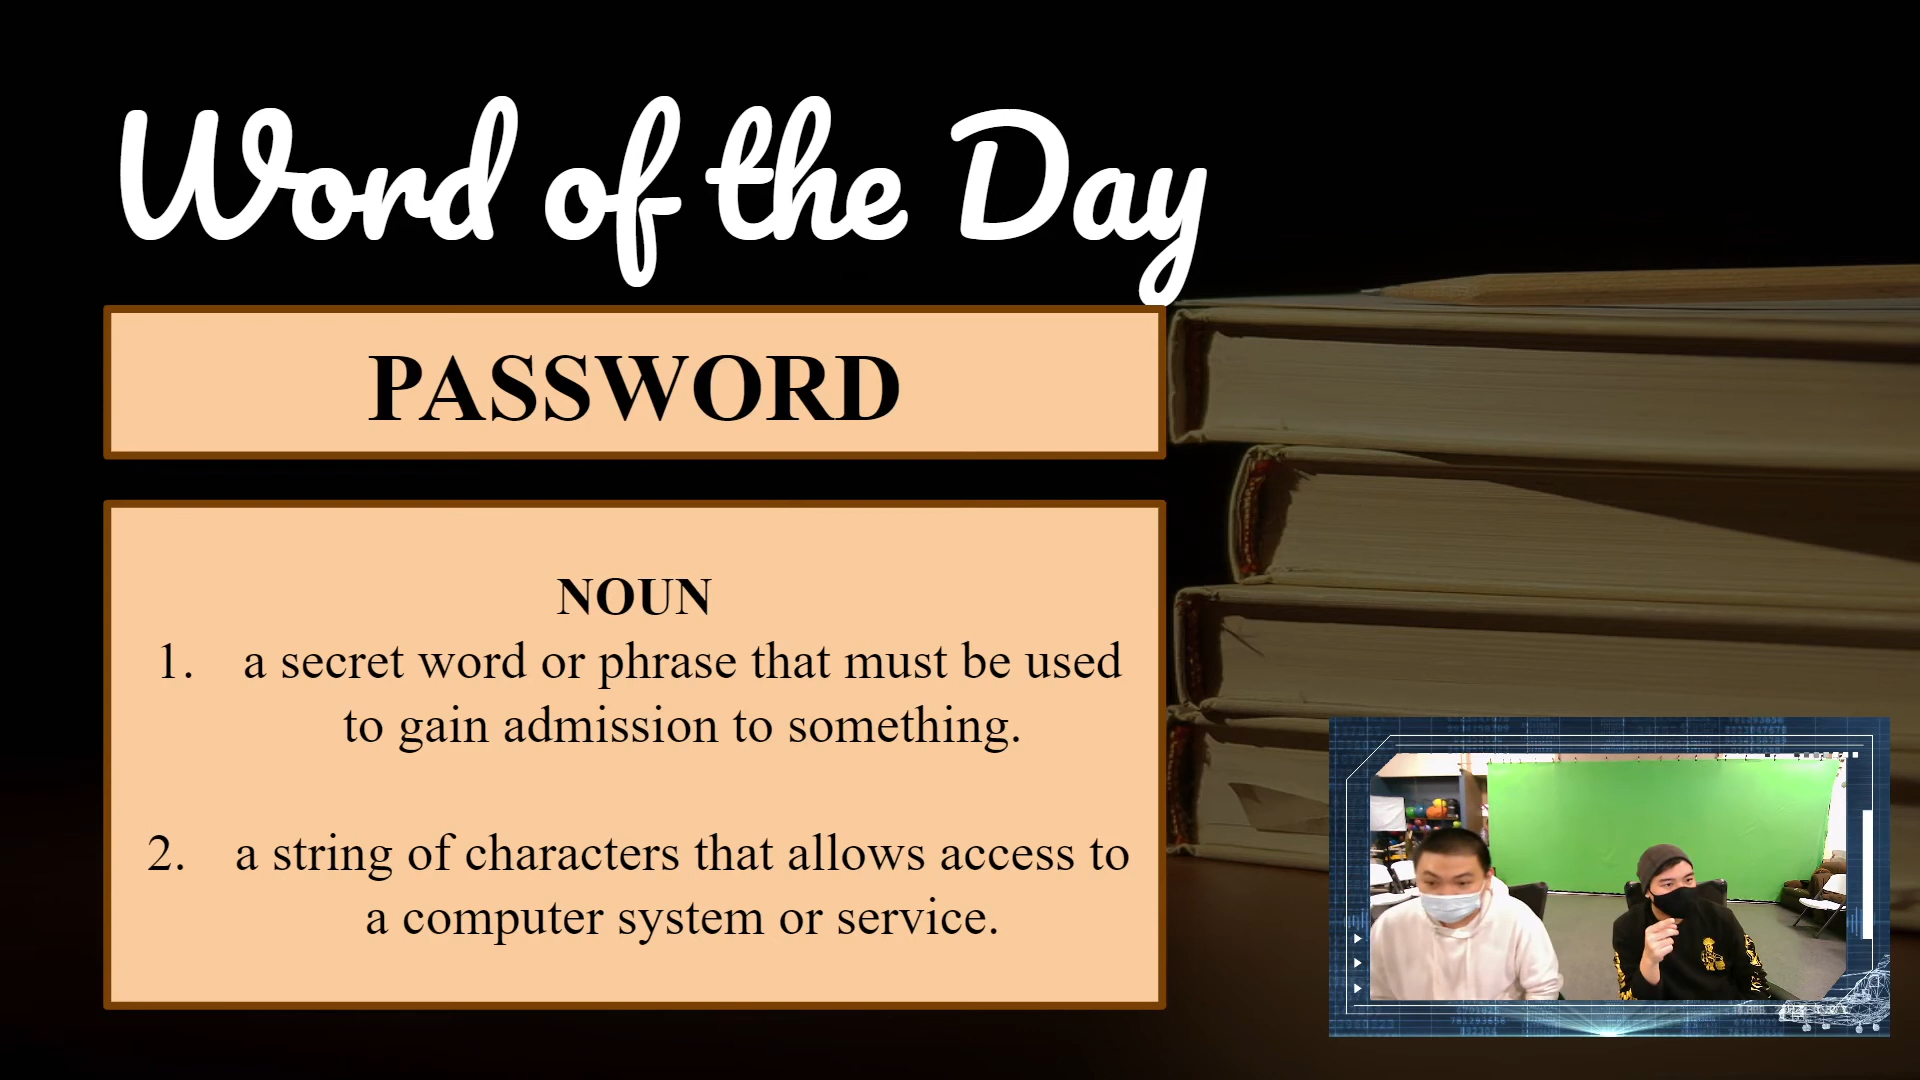 Word of the Day
PASSWORD
NOUN
1. a secret word or phrase that must be used
to gain admission to something.
2. a string of characters that allows access to
a computer system or service.